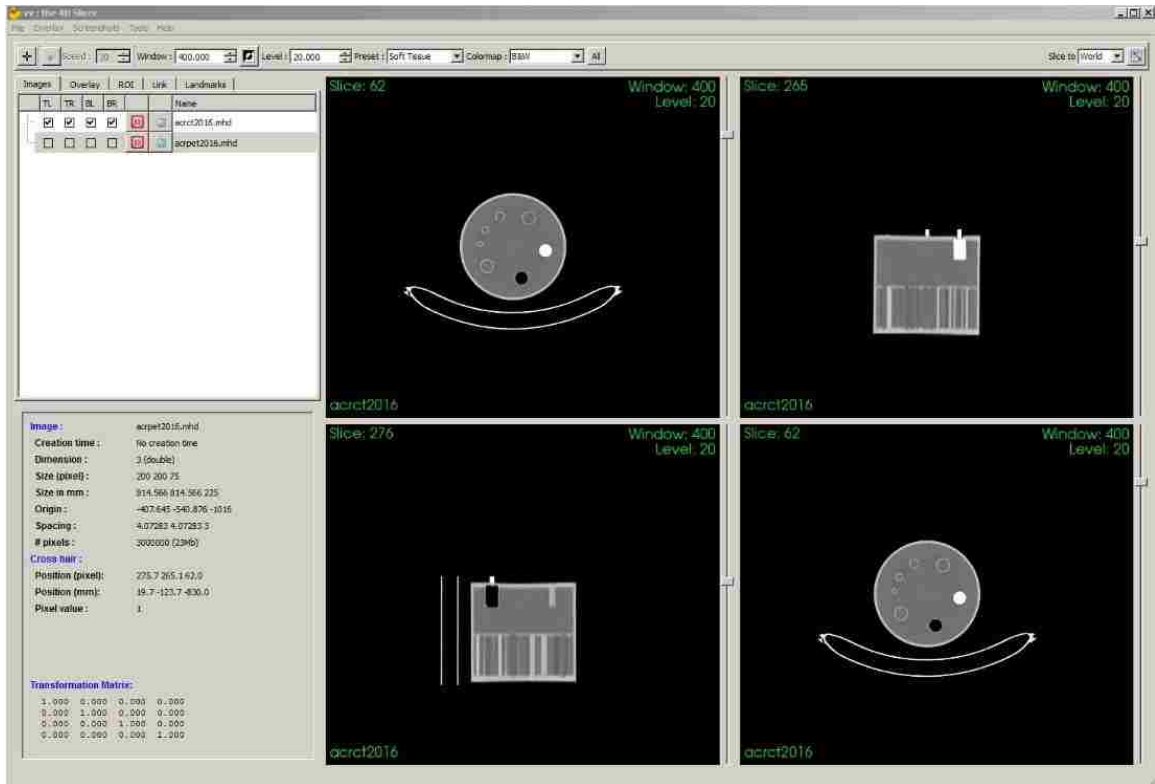 vv : the 4D Slicer
File Overlay Screenshots Tools Help
Speed : 20 Window : 400.000 Level : 20.000 Preset : Soft Tissue Colormap : B&W All Slice to World
Images Overlay ROI Link Landmarks
TL TR BL BR Name
acrct2016.mhd
acrpet2016.mhd
Slice: 62
Window: 400
Level: 20
acrct2016
Slice: 265
Window: 400
Level: 20
acrct2016
Image : acrpet2016.mhd
Creation time : No creation time
Dimension : 3 (double)
Size (pixel) : 200 200 75
Size in mm : 814.566 814.566 225
Origin : -407.645 -540.876 -1016
Spacing : 4.07283 4.07283 3
# pixels : 3000000 (23Mb)
Cross hair :
Position (pixel): 275.7 265.1 62.0
Position (mm): 19.7 -123.7 -830.0
Pixel value : 1
Transformation Matrix:
1.000 0.000 0.000 0.000
0.000 1.000 0.000 0.000
0.000 0.000 1.000 0.000
0.000 0.000 0.000 1.000
Slice: 276
Window: 400
Level: 20
acrct2016
Slice: 62
Window: 400
Level: 20
acrct2016